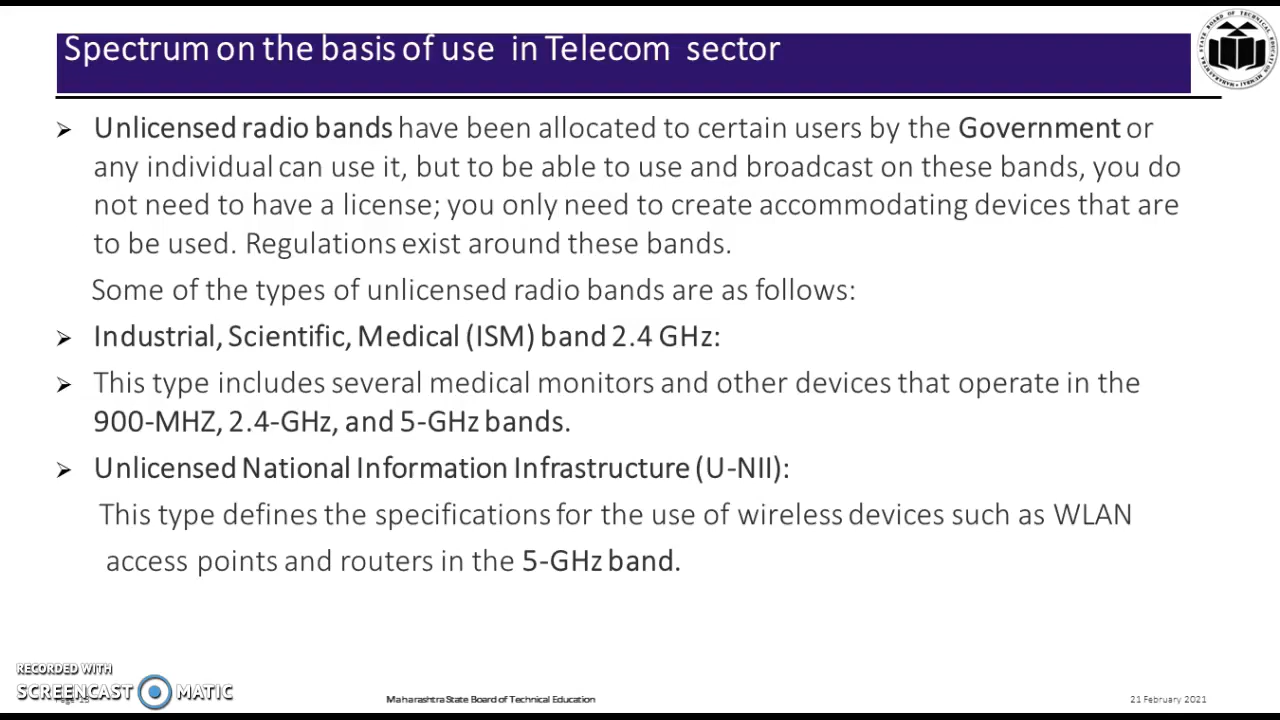 Spectrum on the basis of use in Telecom sector
Unlicensed radio bands have been allocated to certain users by the Government or
any individual can use it, but to be able to use and broadcast on these bands, you do
not need to have a license; you only need to create accommodating devices that are
to be used. Regulations exist around these bands.
Some of the types of unlicensed radio bands are as follows:
Industrial, Scientific, Medical (ISM) band 2.4 GHz:
This type includes several medical monitors and other devices that operate in the
900-MHZ, 2.4-GHz, and 5-GHz bands.
Unlicensed National Information Infrastructure (U-NII):
This type defines the specifications for the use of wireless devices such as WLAN
access points and routers in the 5-GHz band.
RECORDED WITH
SCREENCAST MATIC
Maharashtra State Board of Technical Education
21 February 2021